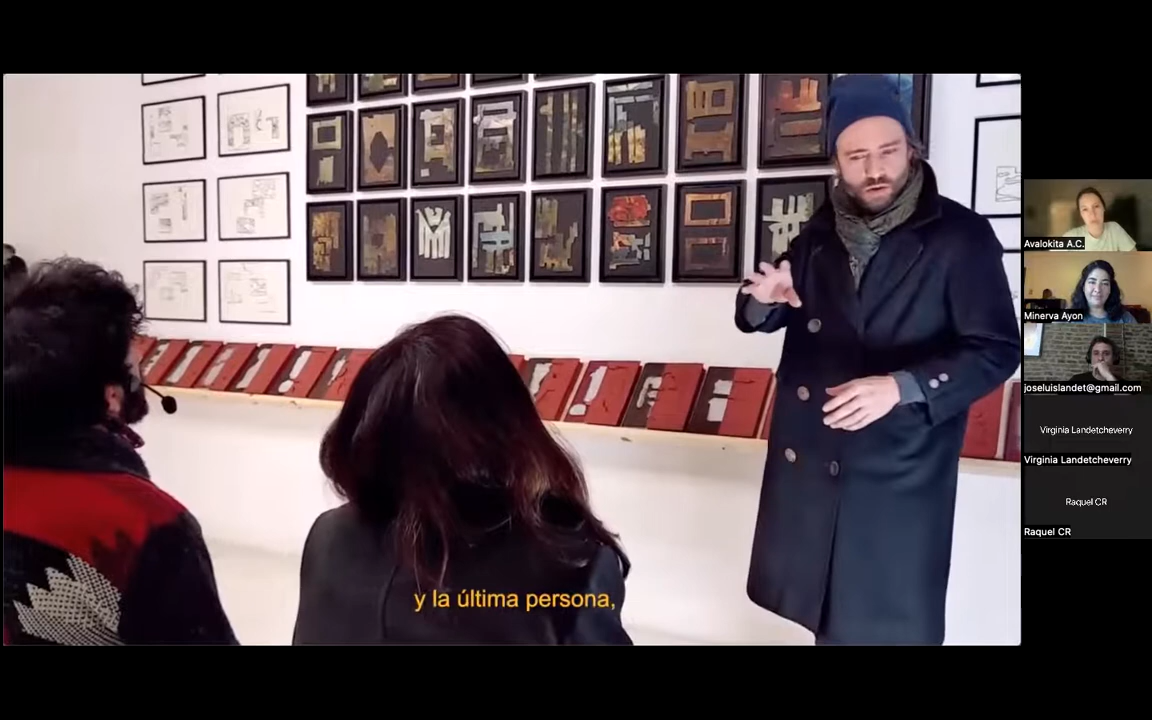 y la última persona,
Avalokita A.C.
Minerva Ayon
joseluislandet@gmail.com
Virginia Landetcheverry
Virginia Landetcheverry
Raquel CR
Raquel CR